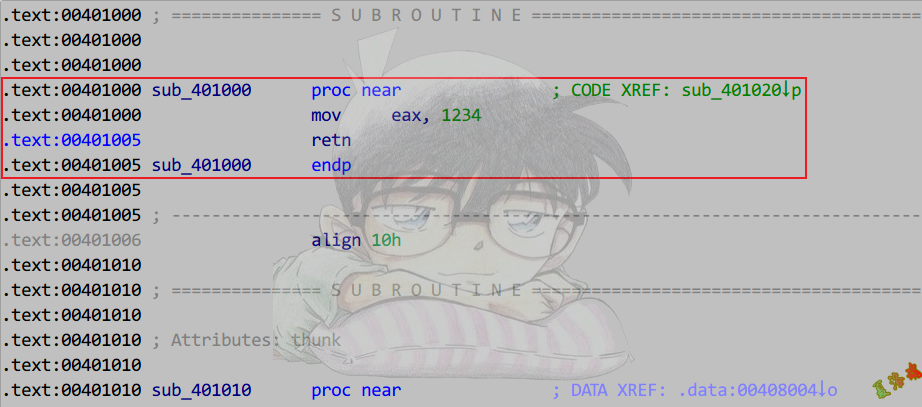 .text:00401000 ; =============== S U B R O U T I N E =======================================
.text:00401000
.text:00401000
.text:00401000 sub_401000 proc near ; CODE XREF: sub_401020↓p
.text:00401000 mov eax, 1234
.text:00401005 retn
.text:00401005 sub_401000 endp
.text:00401005
.text:00401005 ; ---------------------------------------------------------------------------
.text:00401006 align 10h
.text:00401010
.text:00401010 ; =============== S U B R O U T I N E =======================================
.text:00401010
.text:00401010 ; Attributes: thunk
.text:00401010
.text:00401010 sub_401010 proc near ; DATA XREF: .data:00408004↓o